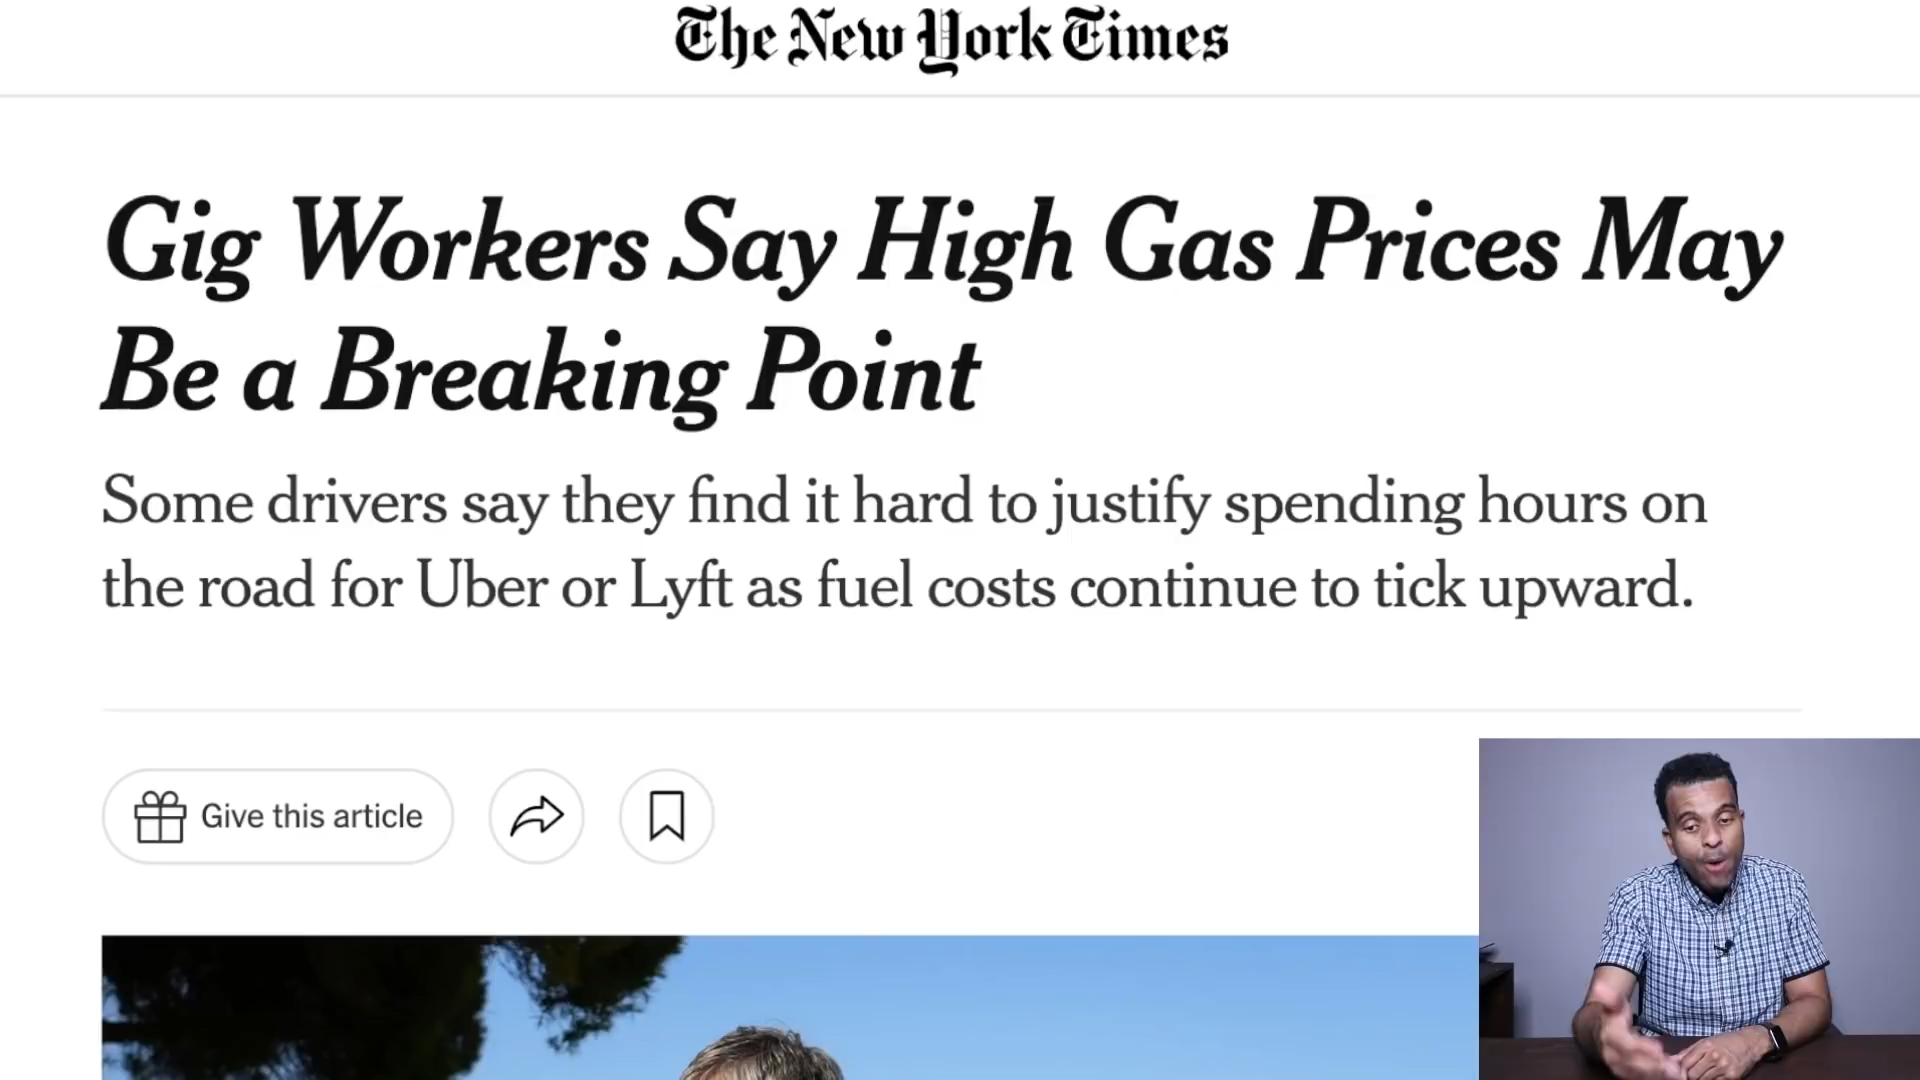 The New York Times
Gig Workers Say High Gas Prices May
Be a Breaking Point
Some drivers say they find it hard to justify spending hours on
the road for Uber or Lyft as fuel costs continue to tick upward.
Give this article